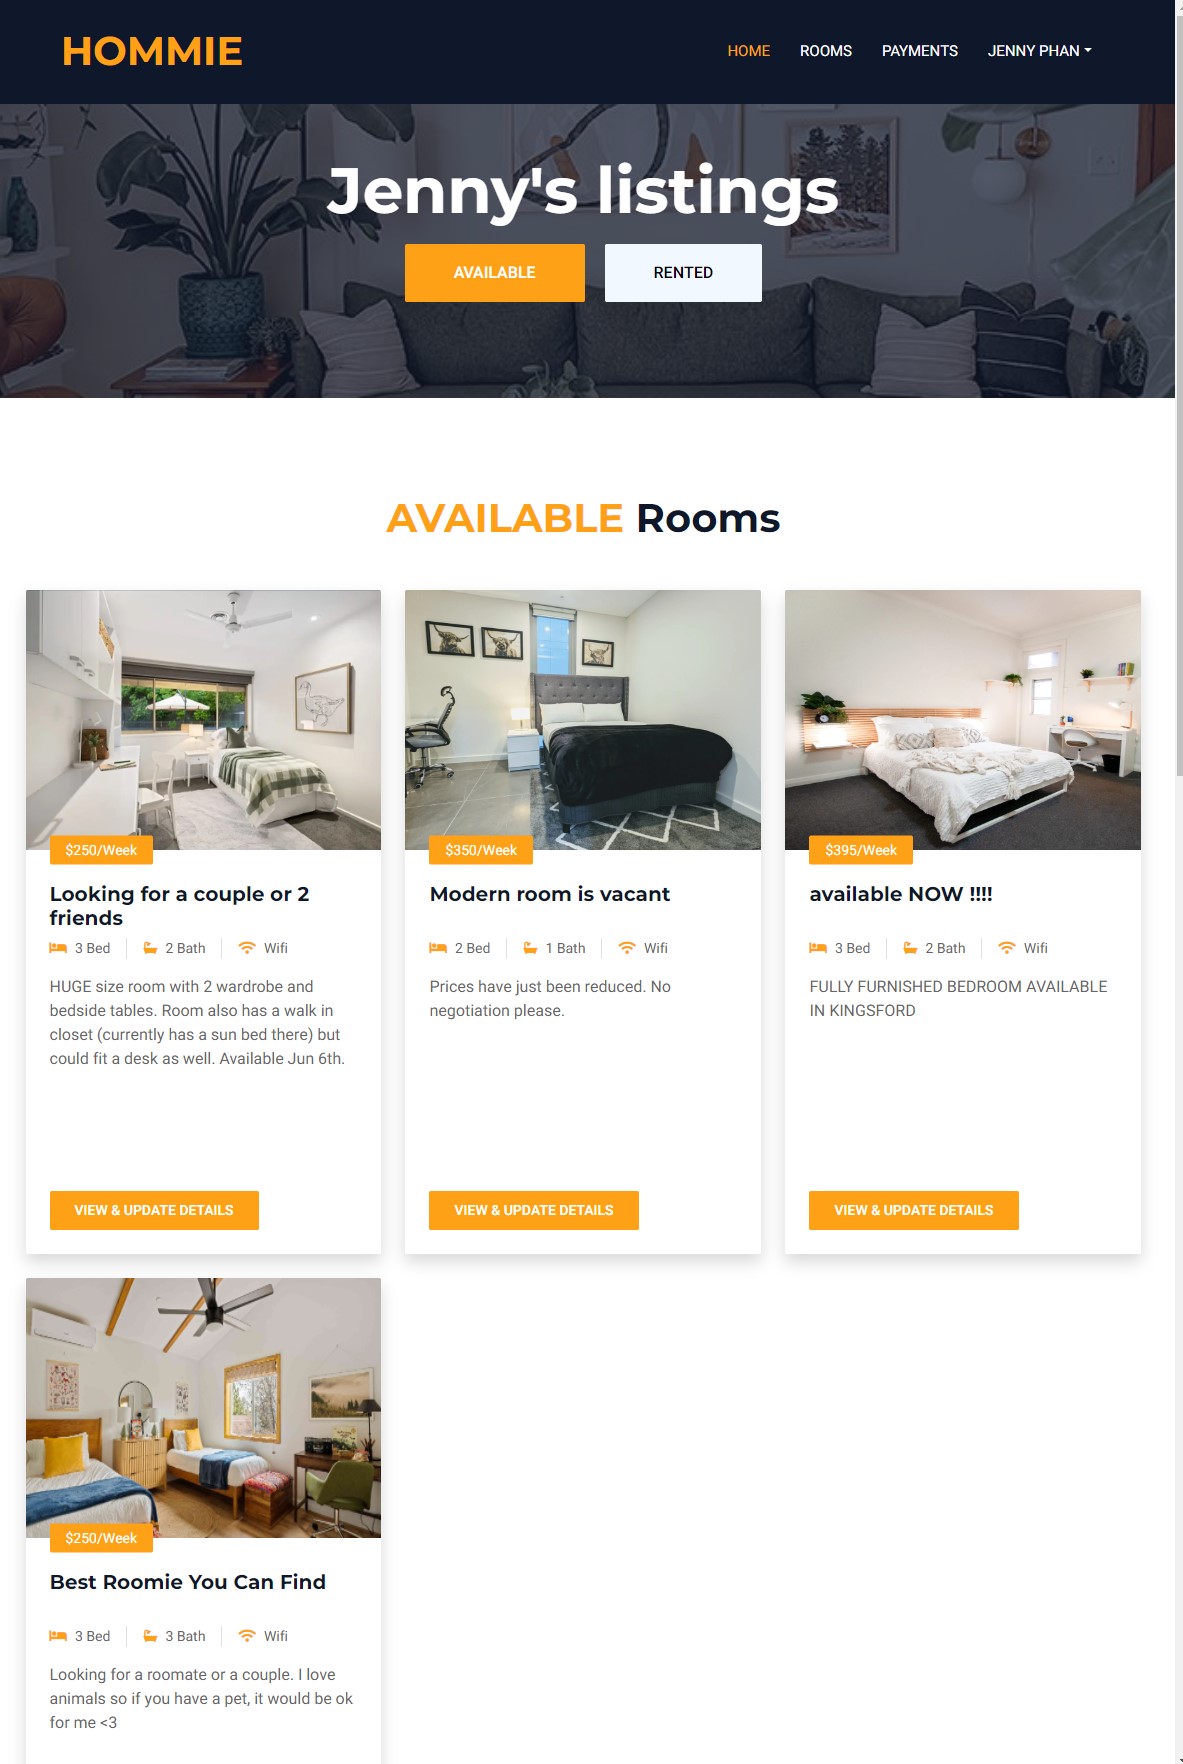 HOMMIE
HOME ROOMS PAYMENTS JENNY PHAN
Jenny's listings
AVAILABLE RENTED
AVAILABLE Rooms
$250/Week
Looking for a couple or 2
friends
3 Bed 2 Bath Wifi
HUGE size room with 2 wardrobe and
bedside tables. Room also has a walk in
closet (currently has a sun bed there) but
could fit a desk as well. Available Jun 6th.
VIEW & UPDATE DETAILS
$350/Week
Modern room is vacant
2 Bed 1 Bath Wifi
Prices have just been reduced. No
negotiation please.
VIEW & UPDATE DETAILS
$395/Week
available NOW !!!!
3 Bed 2 Bath Wifi
FULLY FURNISHED BEDROOM AVAILABLE
IN KINGSFORD
VIEW & UPDATE DETAILS
$250/Week
Best Roomie You Can Find
3 Bed 3 Bath Wifi
Looking for a roomate or a couple. I love
animals so if you have a pet, it would be ok
for me <3